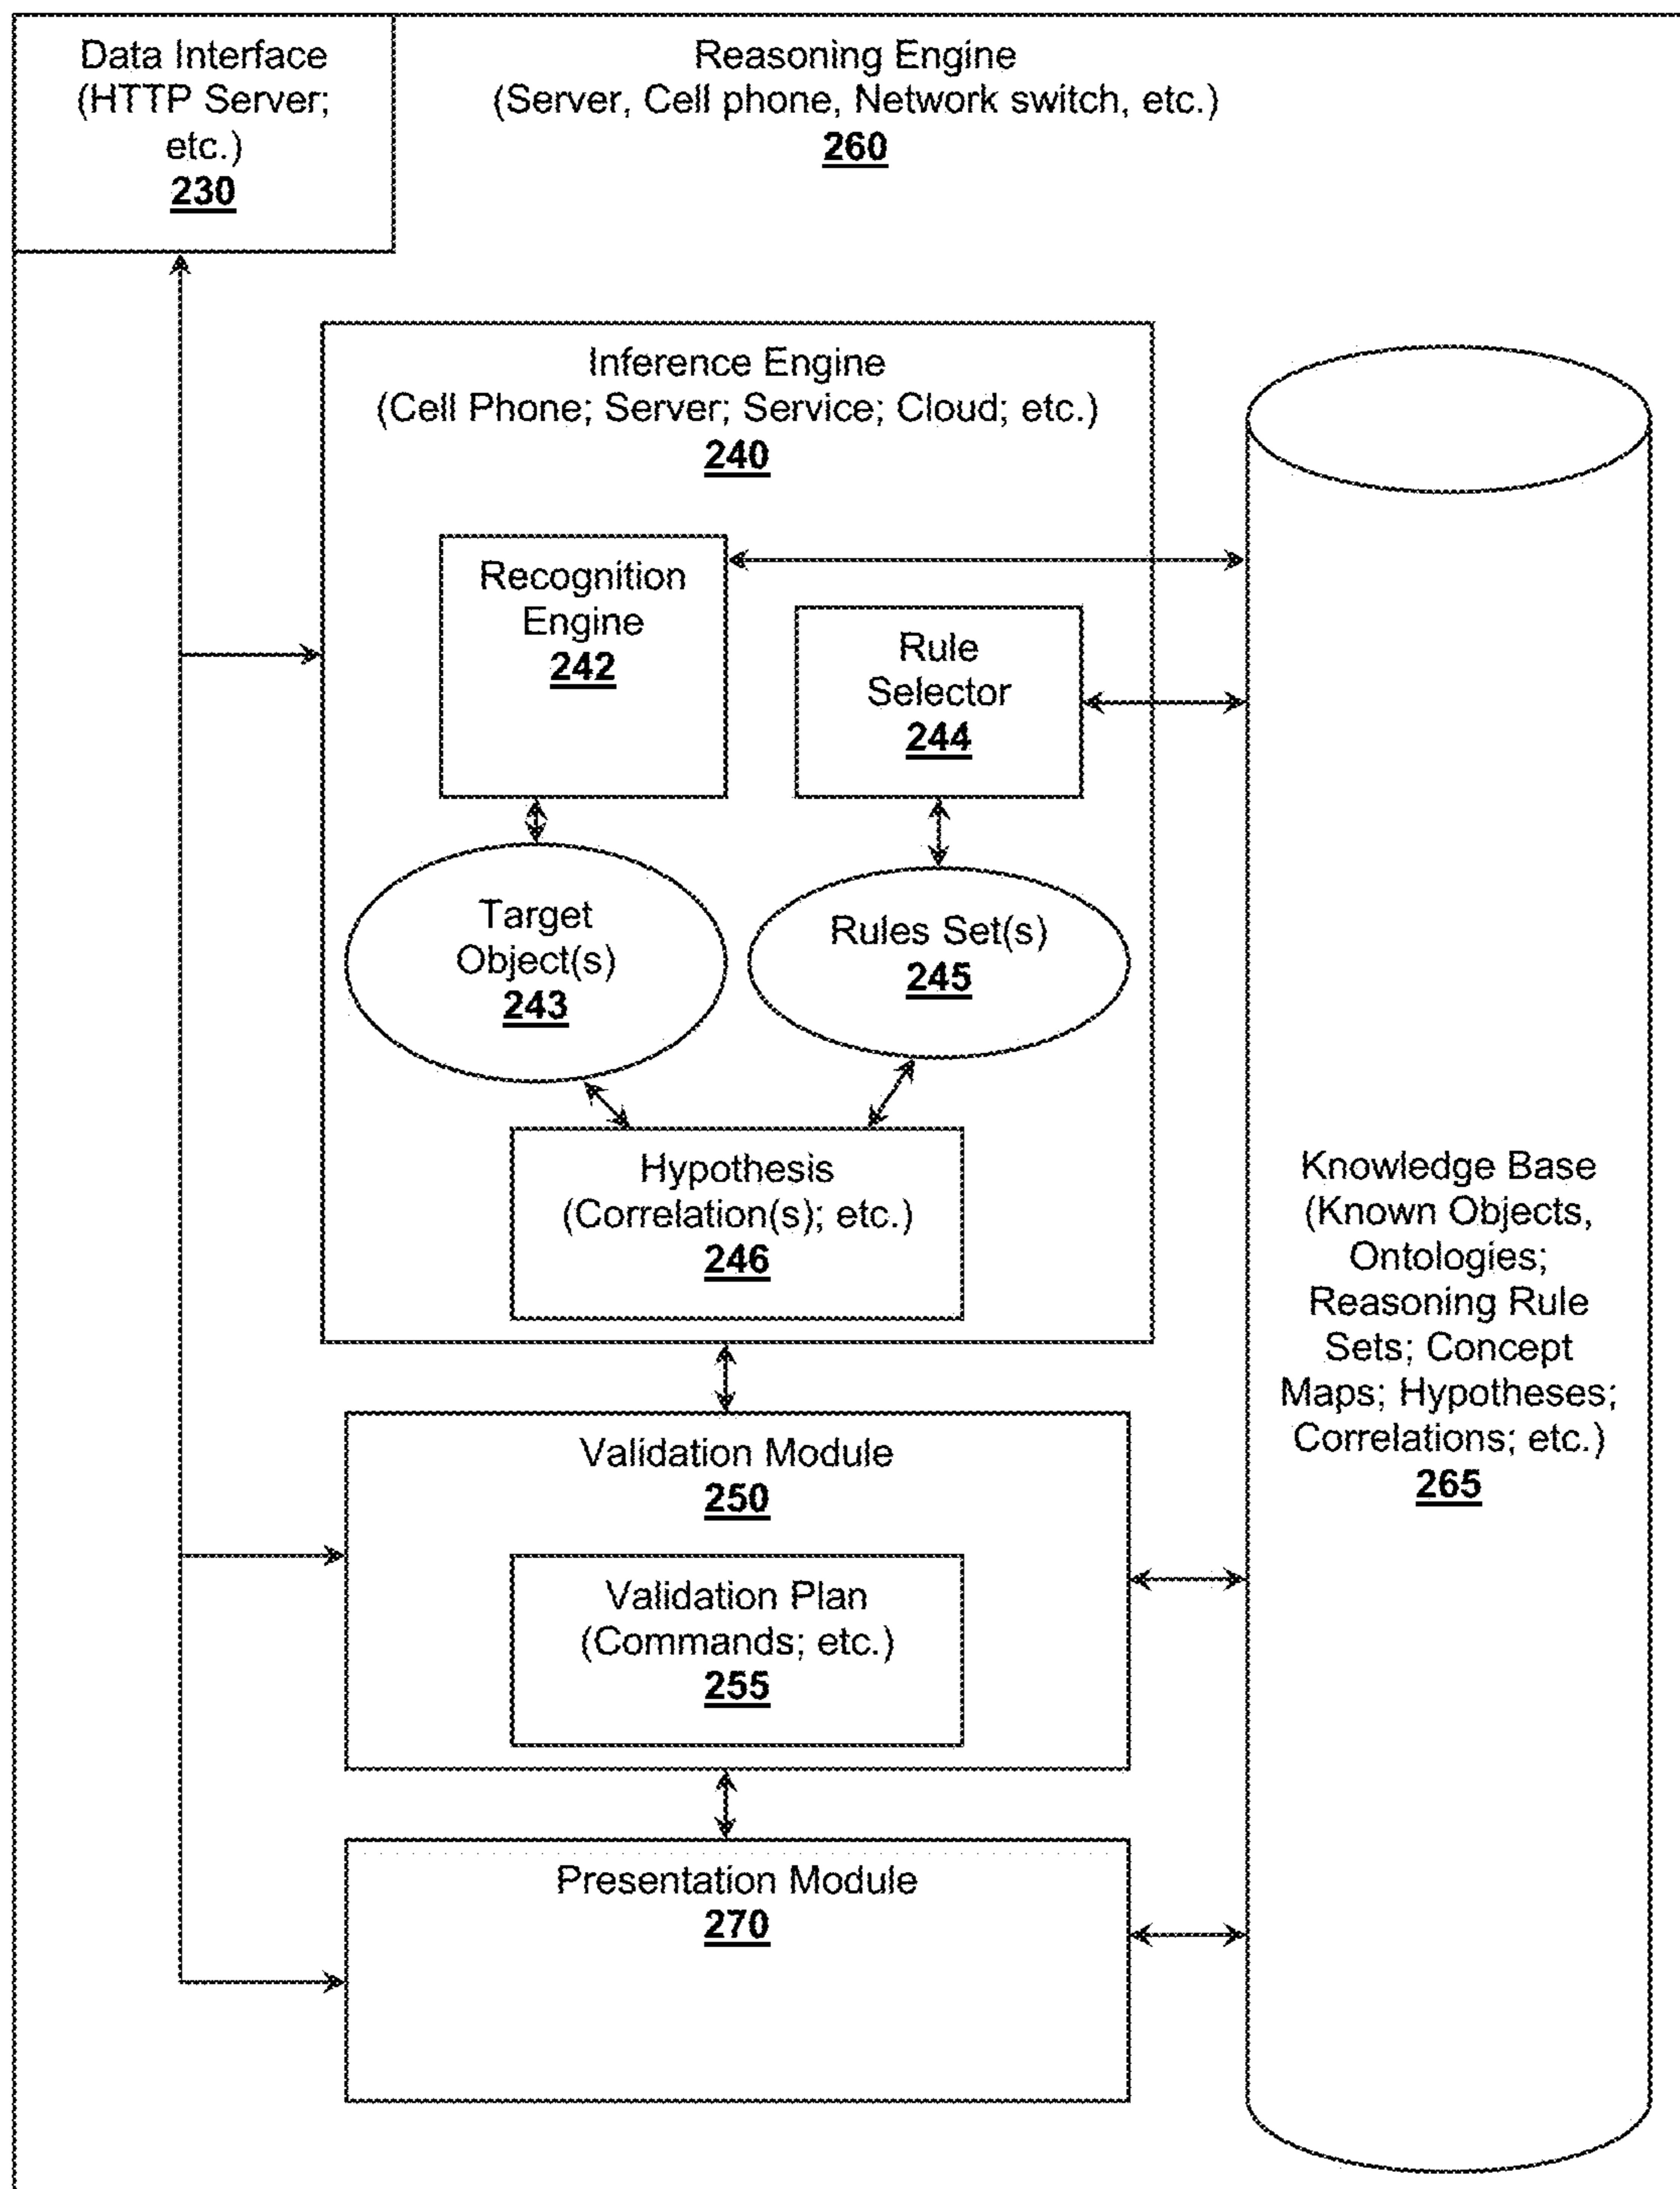 Data Interface
(HTTP Server;
etc.)
230
Reasoning Engine
(Server, Cell phone, Network switch, etc.)
260
Inference Engine
(Cell Phone; Server; Service; Cloud; etc.)
240
Recognition
Engine
242
Rule
Selector
244
Target
Object(s)
243
Rules Set(s)
245
Hypothesis
(Correlation(s); etc.)
246
Validation Module
250
Validation Plan
(Commands; etc.)
255
Presentation Module
270
Knowledge Base
(Known Objects,
Ontologies;
Reasoning Rule
Sets; Concept
Maps; Hypotheses;
Correlations; etc.)
265